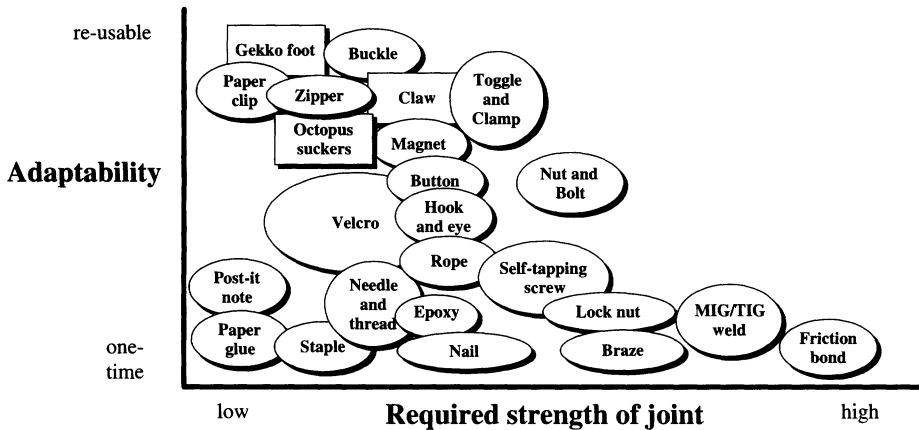 re-usable
Gekko foot
Buckle
Paper
clip
Zipper
Claw
Toggle
and
Clamp
Octopus
suckers
Magnet
Adaptability
Button
Nut and
Bolt
Velcro
Hook
and eye
Rope
Self-tapping
screw
Post-it
note
Needle
and
thread
Epoxy
Lock nut
MIG/TIG
weld
Paper
glue
Staple
Nail
Braze
Friction
bond
one-
time
low
Required strength of joint
high